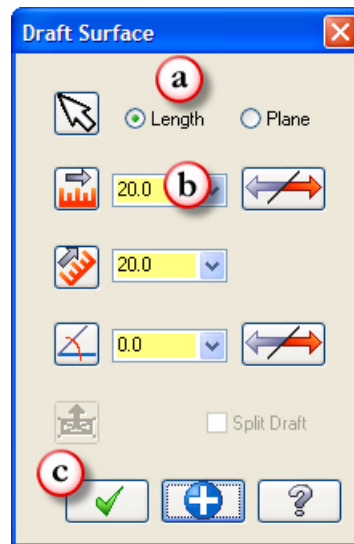 Draft Surface
a
Length Plane
20.0 b
20.0
0.0
Split Draft
c